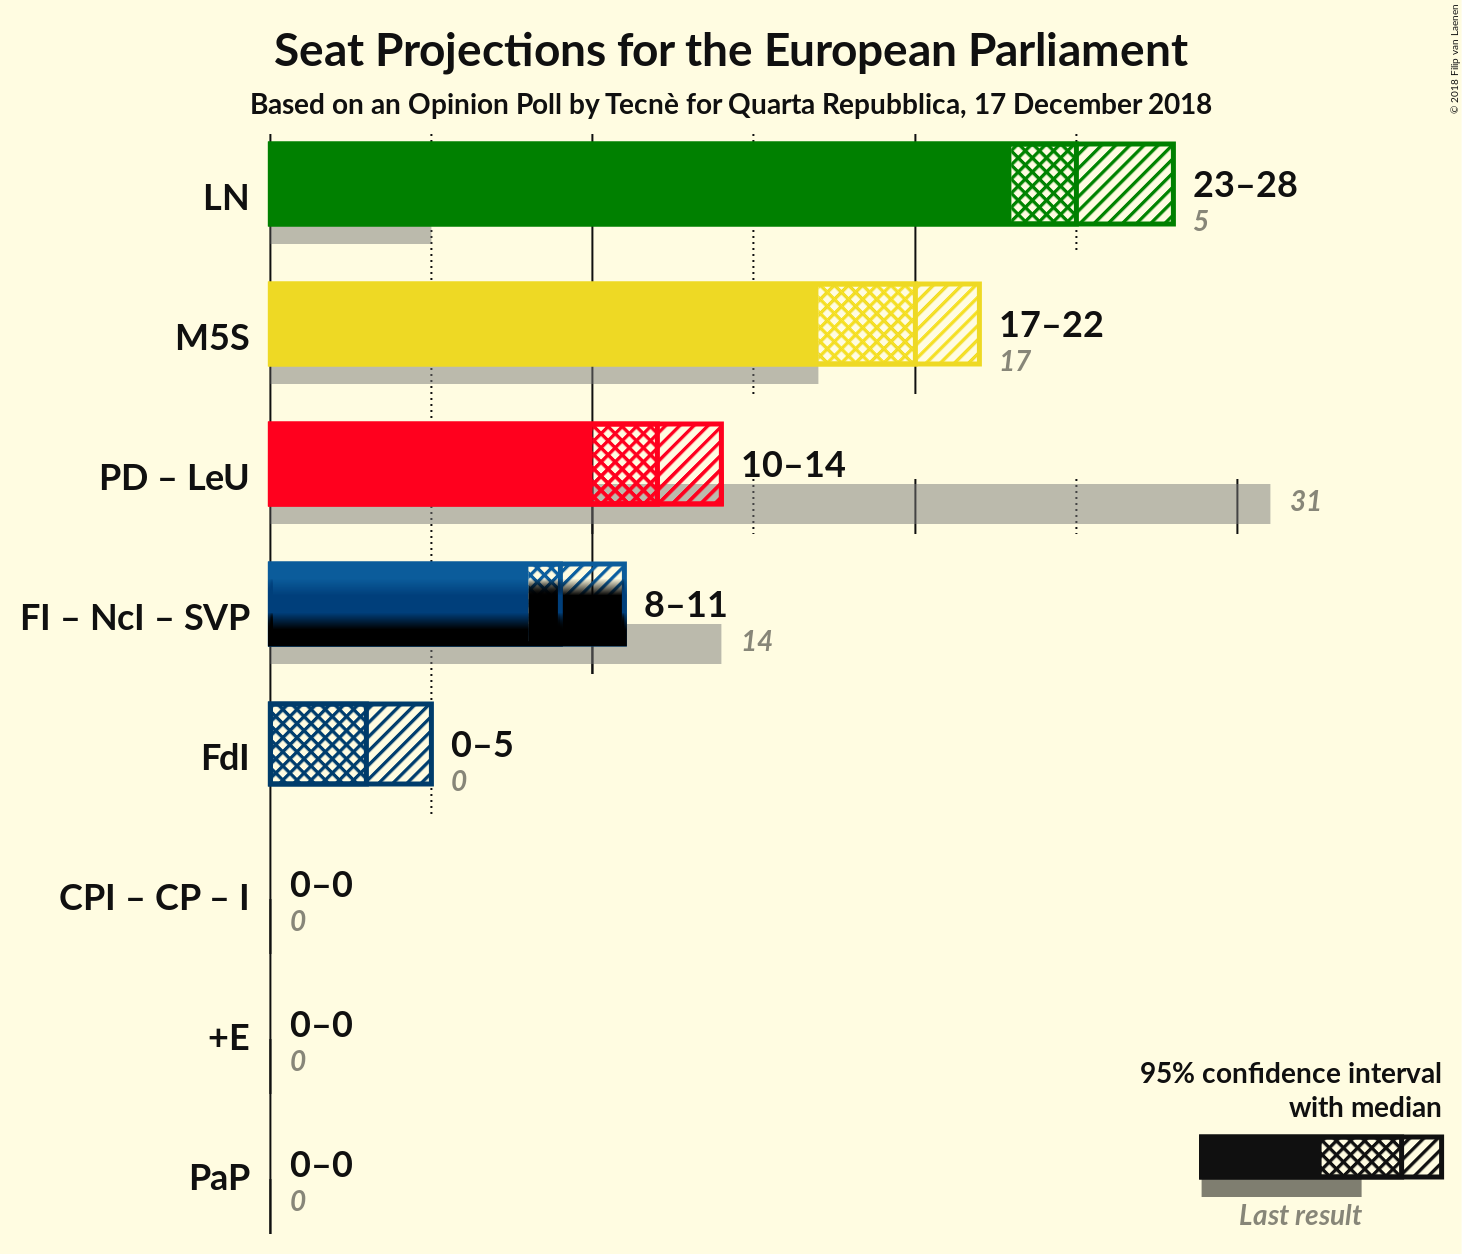 Seat Projections for the European Parliament
Based on an Opinion Poll by Tecnè for Quarta Repubblica, 17 December 2018
© 2018 Filip van Laenen
LN
23–28
5
M5S
17–22
17
PD – LeU
10–14
31
FI – NcI – SVP
8–11
14
FdI
0–5
0
CPI – CP – I
0–0
0
+E
0–0
0
PaP
0–0
0
95% confidence interval
with median
Last result